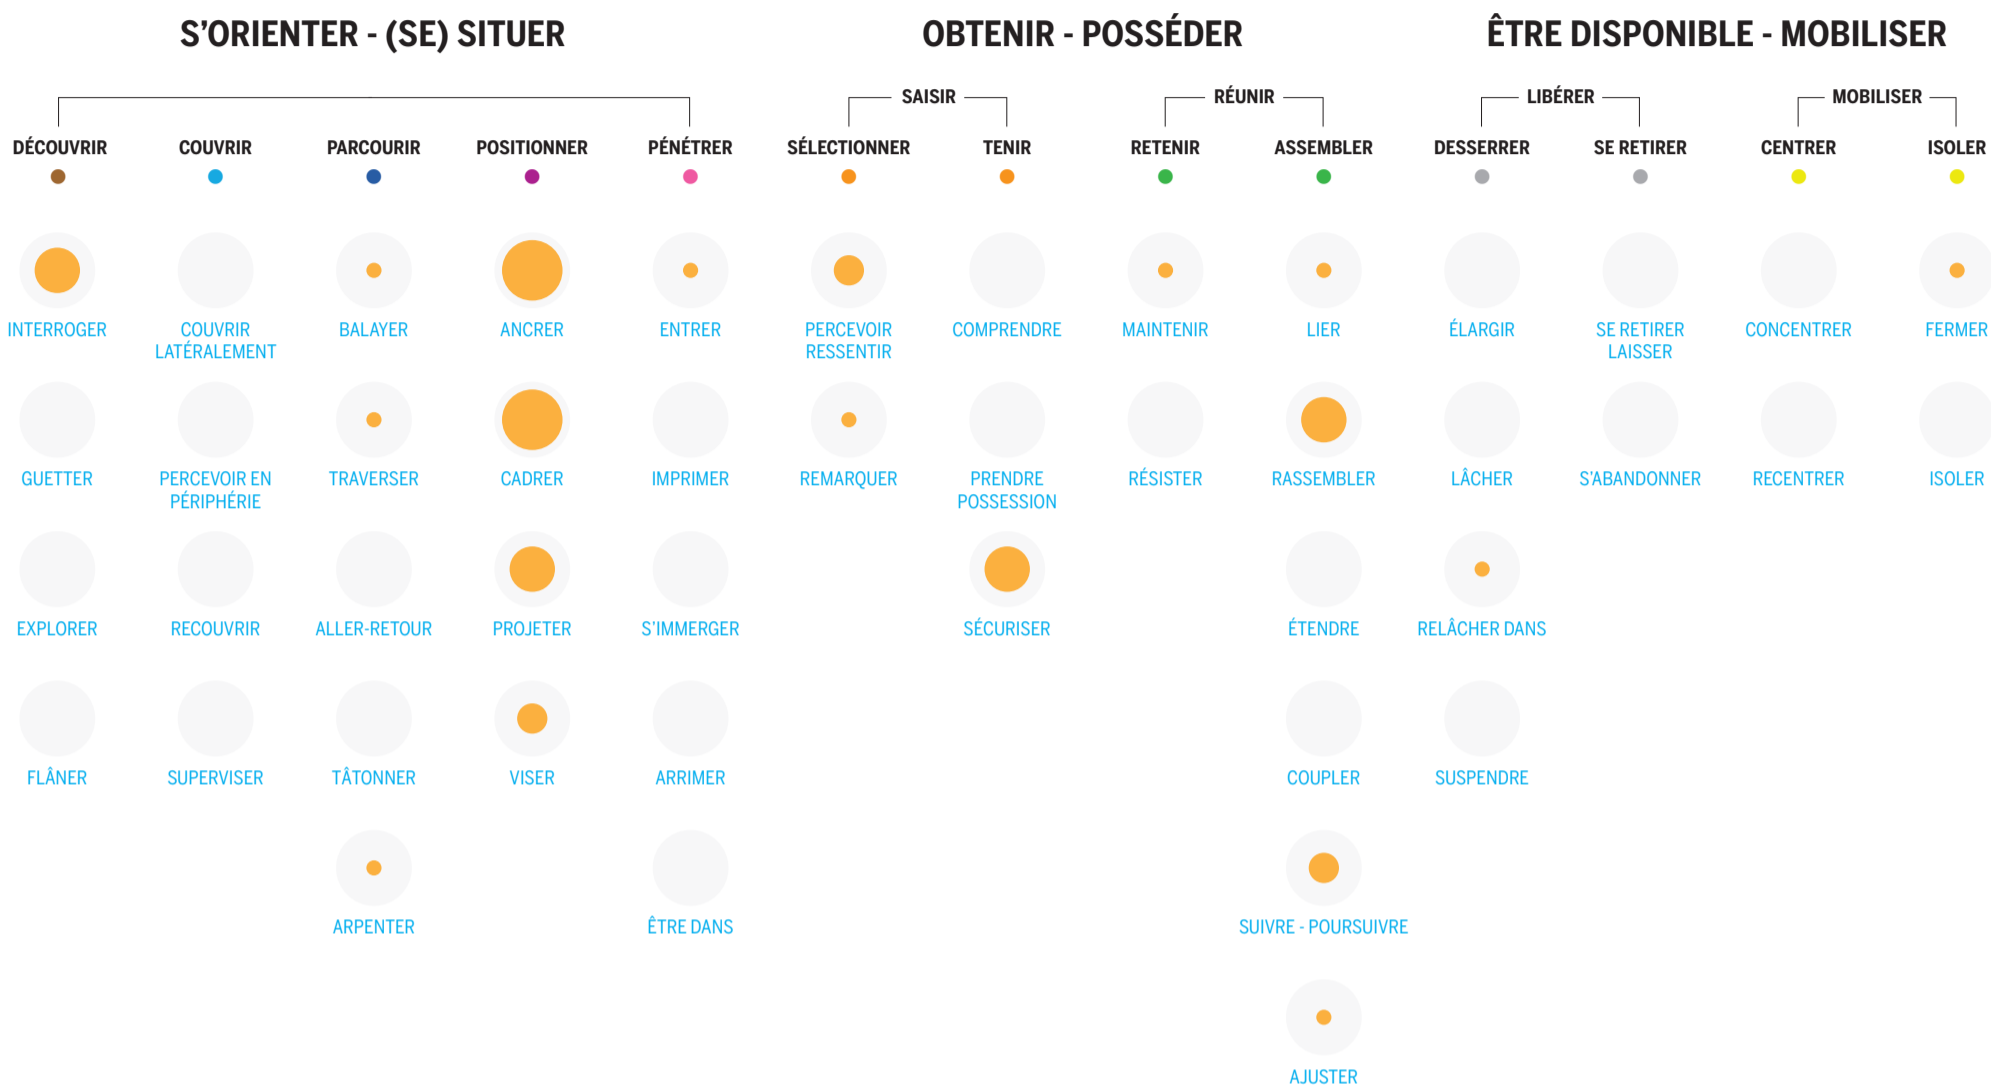 S'ORIENTER - (SE) SITUER
OBTENIR - POSSÉDER
ÊTRE DISPONIBLE - MOBILISER
SAISIR
RÉUNIR
LIBÉRER
MOBILISER
DÉCOUVRIR
COUVRIR
PARCOURIR
POSITIONNER
PÉNÉTRER
SÉLECTIONNER
TENIR
RETENIR
ASSEMBLER
DESSERRER
SE RETIRER
CENTRER
ISOLER
INTERROGER
COUVRIR
LATÉRALEMENT
BALAYER
ANCRER
ENTRER
PERCEVOIR
RESSENTIR
COMPRENDRE
MAINTENIR
LIER
ÉLARGIR
SE RETIRER
LAISSER
CONCENTRER
FERMER
GUETTER
PERCEVOIR EN
PÉRIPHÉRIE
TRAVERSER
CADRER
IMPRIMER
REMARQUER
PRENDRE
POSSESSION
RÉSISTER
RASSEMBLER
LÂCHER
S'ABANDONNER
RECENTRER
ISOLER
EXPLORER
RECOUVRIR
ALLER-RETOUR
PROJETER
S'IMMERGER
SÉCURISER
ÉTENDRE
RELÂCHER DANS
FLÂNER
SUPERVISER
TÂTONNER
VISER
ARRIMER
COUPLER
SUSPENDRE
ARPENTER
ÊTRE DANS
SUIVRE - POURSUIVRE
AJUSTER